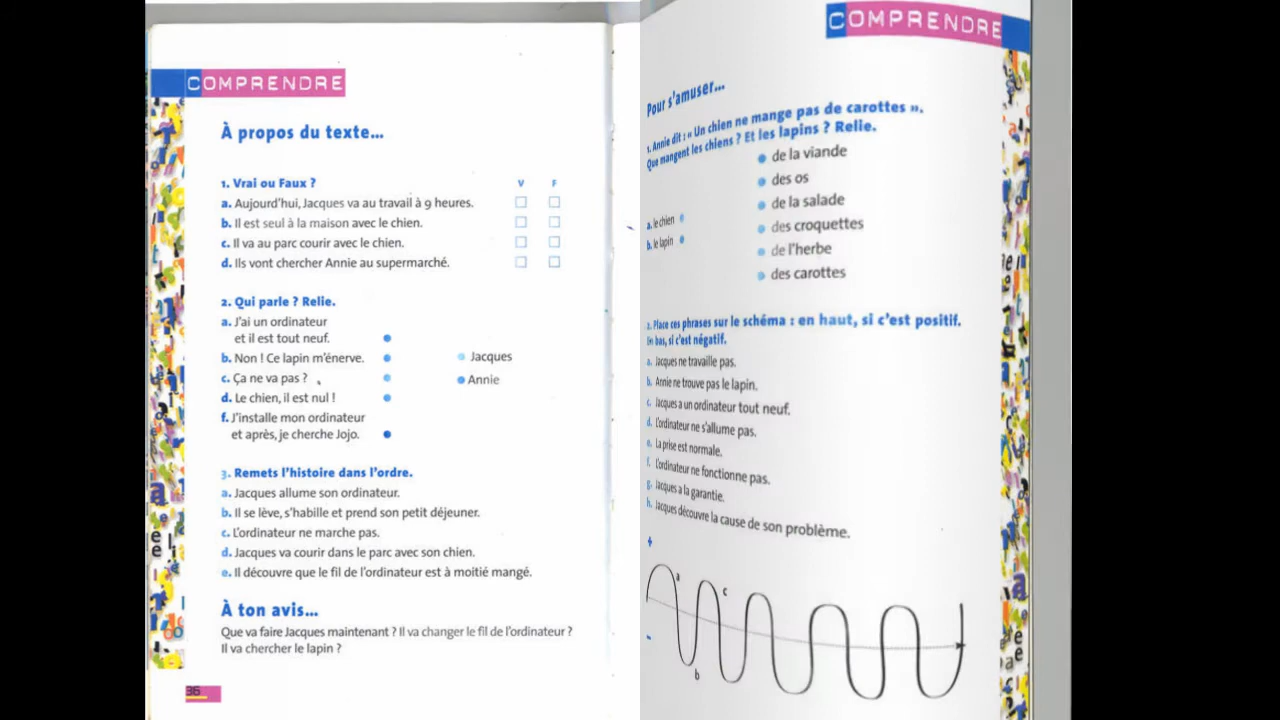 COMPRENDRE
À propos du texte...
1. Vrai ou Faux ? V F
a. Aujourd'hui, Jacques va au travail à 9 heures.
b. Il est seul à la maison avec le chien.
c. Il va au parc courir avec le chien.
d. Ils vont chercher Annie au supermarché.
2. Qui parle ? Relie.
a. J'ai un ordinateur
et il est tout neuf.
b. Non ! Ce lapin m'énerve.
c. Ça ne va pas ?
d. Le chien, il est nul !
f. J'installe mon ordinateur
et après, je cherche Jojo.
Jacques
Annie
3. Remets l'histoire dans l'ordre.
a. Jacques allume son ordinateur.
b. Il se lève, s'habille et prend son petit déjeuner.
c. L'ordinateur ne marche pas.
d. Jacques va courir dans le parc avec son chien.
e. Il découvre que le fil de l'ordinateur est à moitié mangé.
À ton avis...
Que va faire Jacques maintenant ? Il va changer le fil de l'ordinateur ?
Il va chercher le lapin ?
36
COMPRENDRE
Pour s'amuser...
1. Annie dit : « Un chien ne mange pas de carottes ».
Que mangent les chiens ? Et les lapins ? Relie.
a. le chien
b. le lapin
de la viande
des os
de la salade
des croquettes
de l'herbe
des carottes
2. Place ces phrases sur le schéma : en haut, si c'est positif.
En bas, si c'est négatif.
a. Jacques ne travaille pas.
b. Annie ne trouve pas le lapin.
c. Jacques a un ordinateur tout neuf.
d. L'ordinateur ne s'allume pas.
e. La prise est normale.
f. L'ordinateur ne fonctionne pas.
g. Jacques a la garantie.
h. Jacques découvre la cause de son problème.
+
a
c
-
b